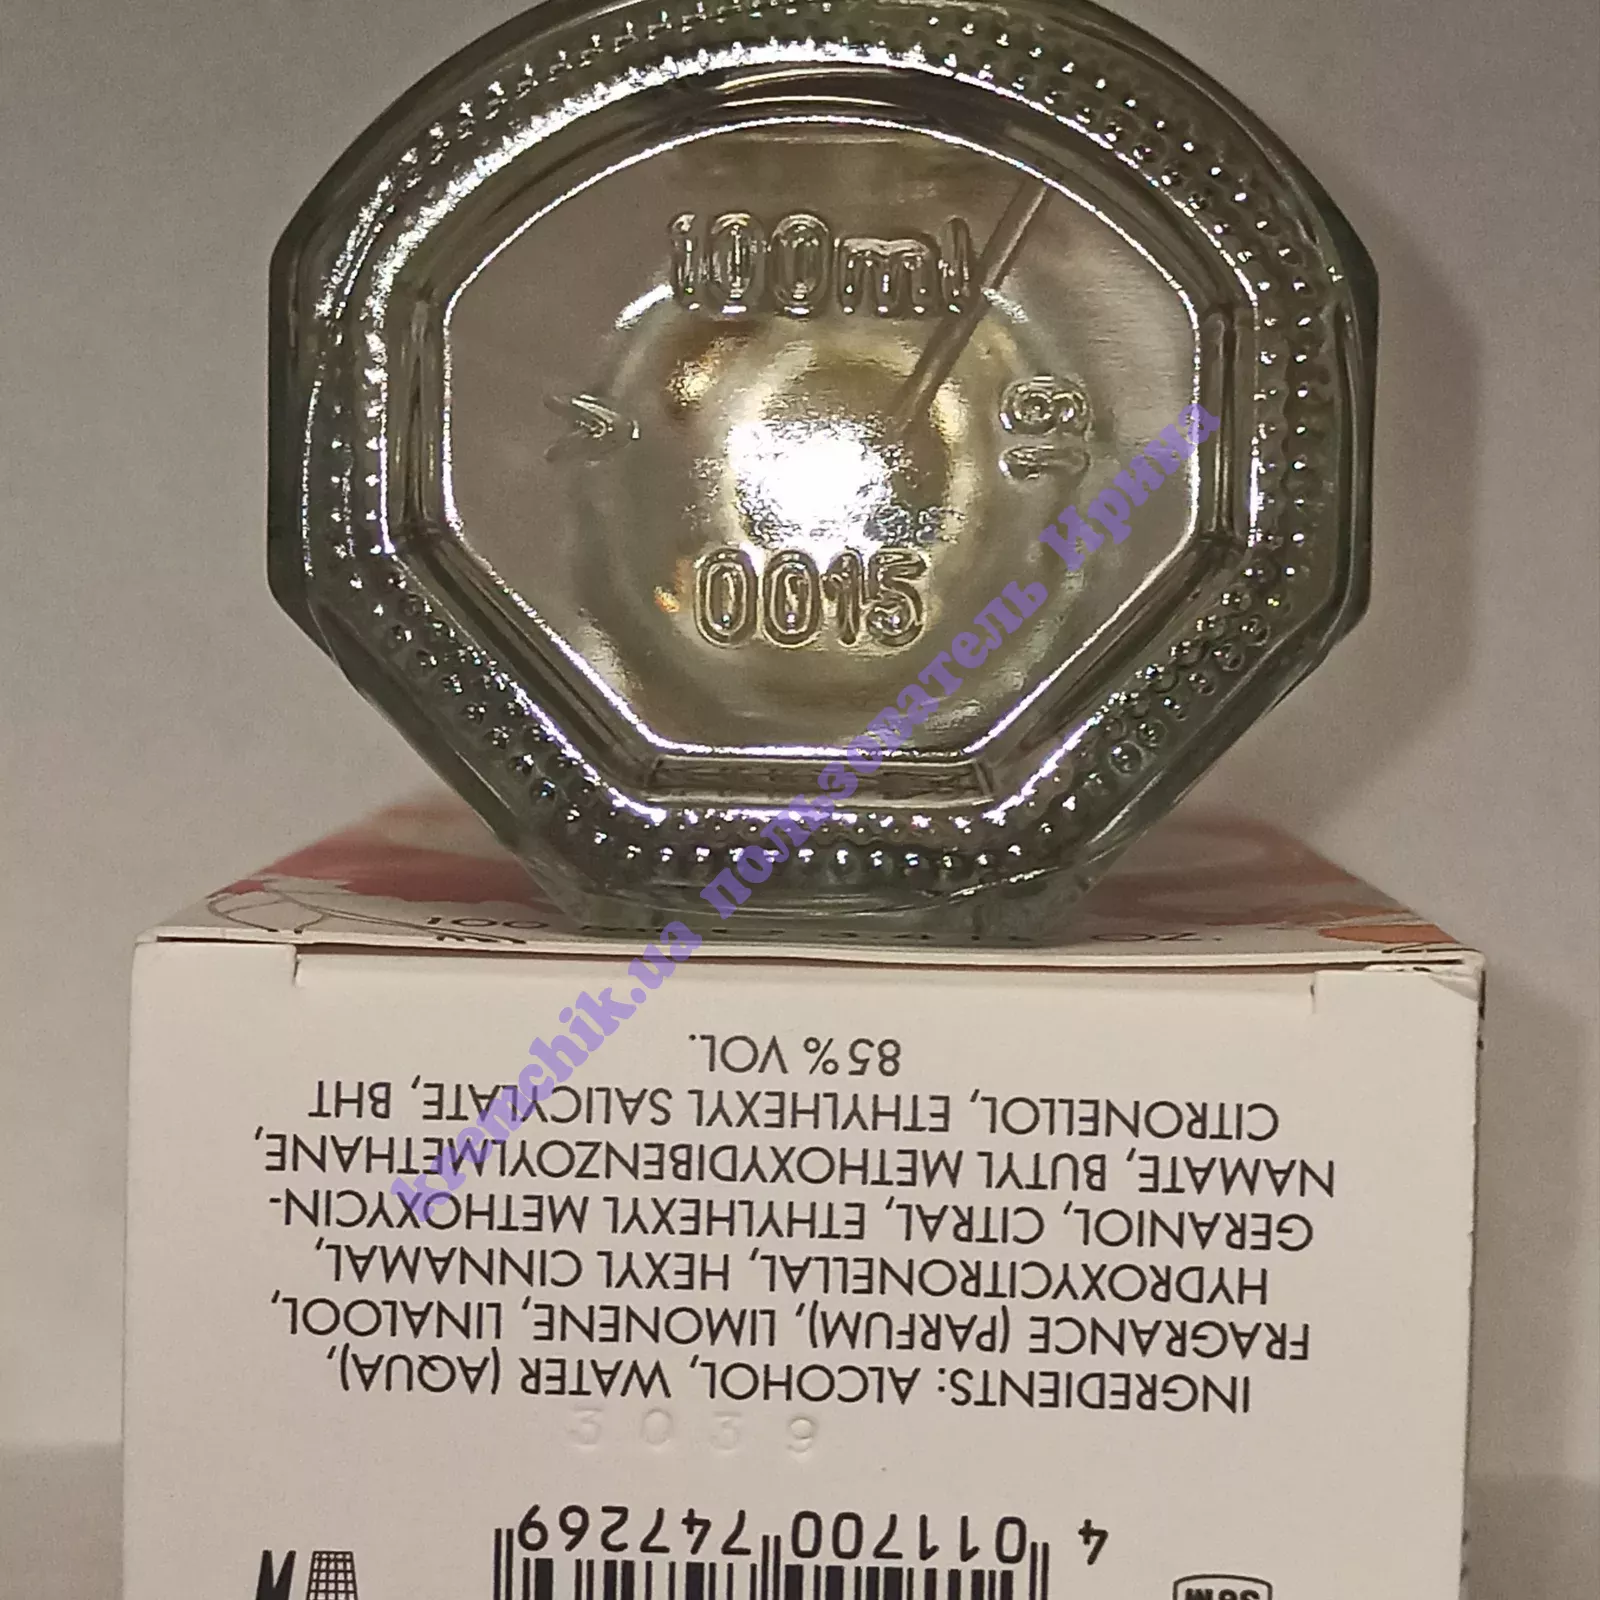 100ml
19
0015
kremchik.ua пользователь Ирина
4 011700 747269
3039
INGREDIENTS: ALCOHOL, WATER (AQUA),
FRAGRANCE (PARFUM), LIMONENE, LINALOOL,
HYDROXYCITRONELLAL, HEXYL CINNAMAL,
GERANIOL, CITRAL, ETHYLHEXYL METHOXYCIN-
NAMATE, BUTYL METHOXYDIBENZOYLMETHANE,
CITRONELLOL, ETHYLHEXYL SALICYLATE, BHT
85 % VOL.